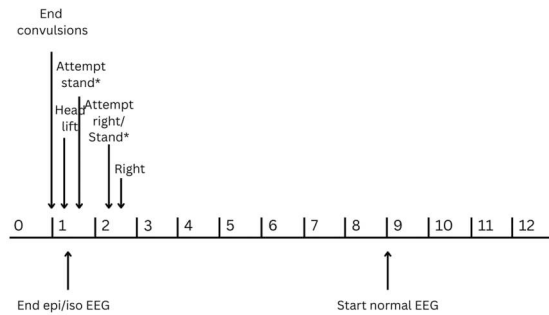 End
convulsions
Attempt
stand*
Head
lift
Attempt
right/
Stand*
Right
0 1 2 3 4 5 6 7 8 9 10 11 12
End epi/iso EEG
Start normal EEG